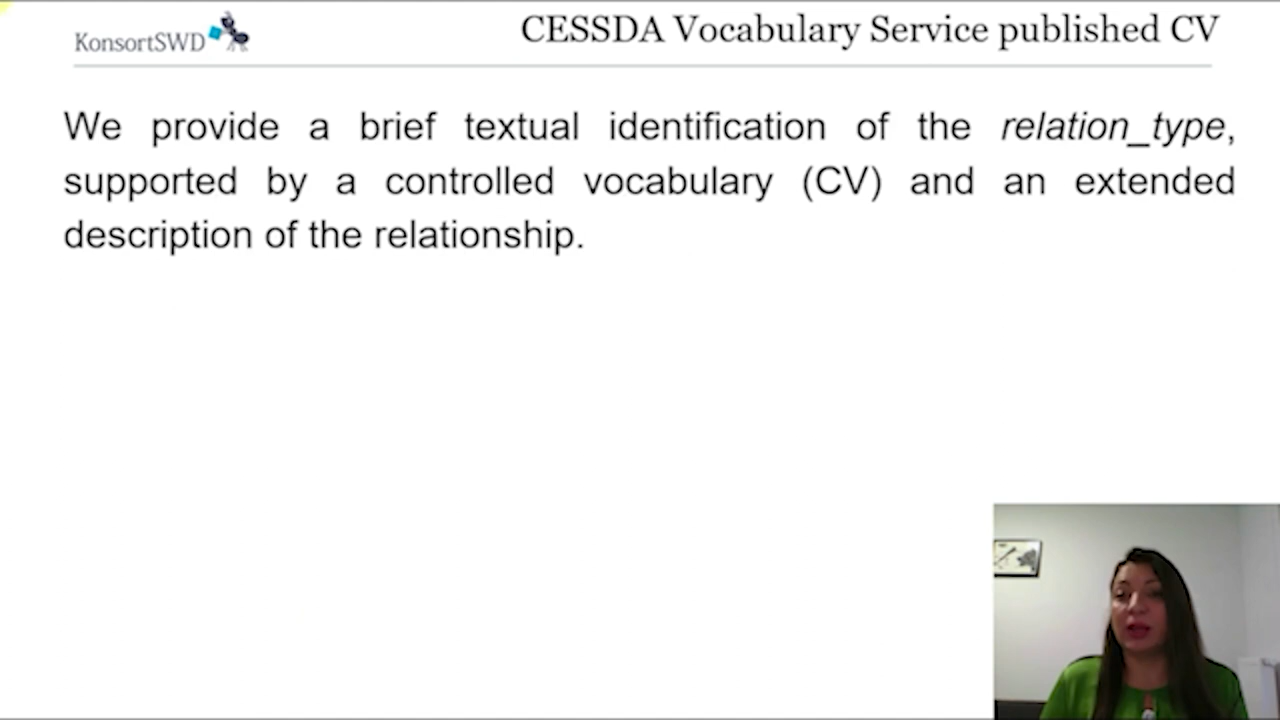 KonsortSWD
CESSDA Vocabulary Service published CV
We provide a brief textual identification of the relation_type,
supported by a controlled vocabulary (CV) and an extended
description of the relationship.